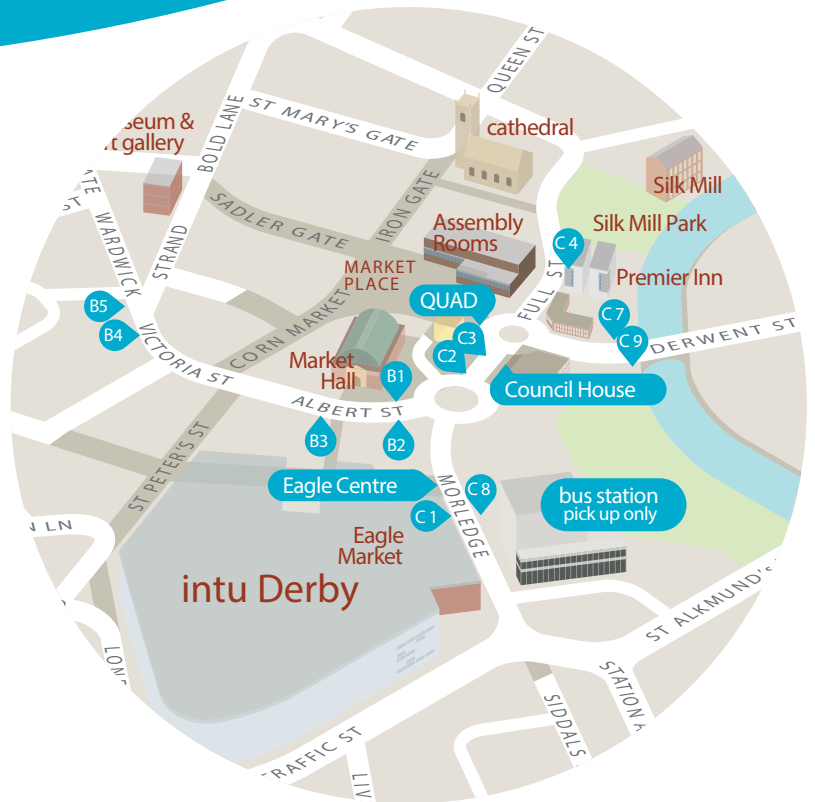 QUEEN ST
ST MARY'S GATE
BOLD LANE
cathedral
seum &
t gallery
Silk Mill
SADLER GATE
IRON GATE
Assembly
Rooms
Silk Mill Park
WARDWICK
STRAND
C 4
MARKET
PLACE
Premier Inn
FULL ST
QUAD
B5
B4
VICTORIA ST
CORN MARKET
C3
C2
C 7
C 9
DERWENT ST
Market
Hall
B1
Council House
ALBERT ST
B3
B2
ST PETER'S ST
Eagle Centre
MORLEDGE
C 8
C 1
bus station
pick up only
N LN
Eagle
Market
intu Derby
ST ALKMUND'S
STATION
SIDDALS
RAFFIC ST
LIV
LON